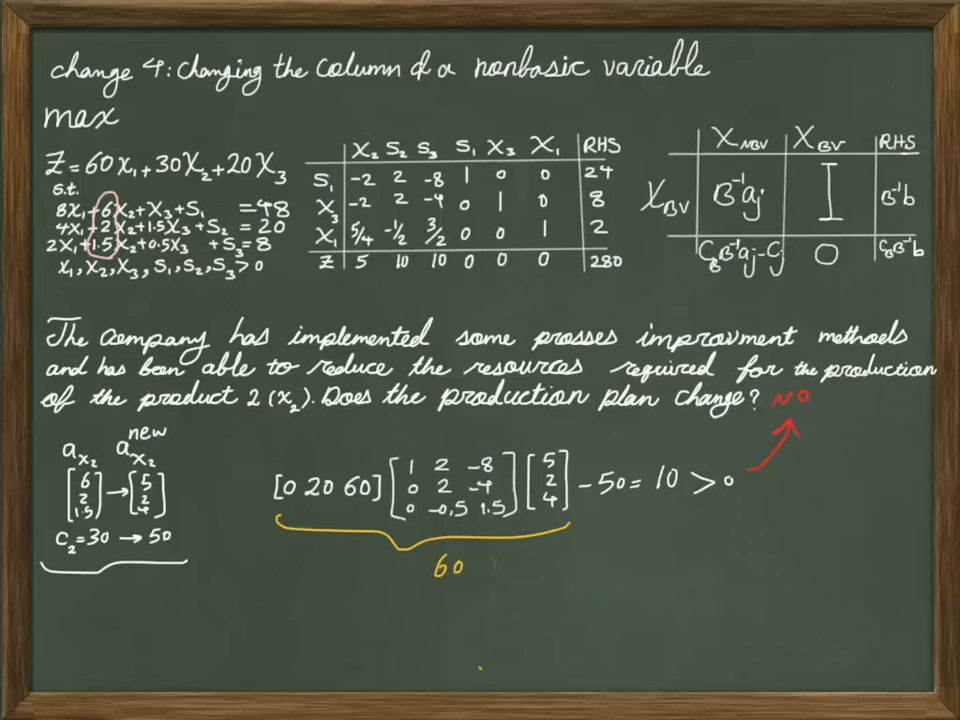 change 4: Changing the Column of a nonbasic variable
max
Z = 60x₁ + 30X₂ + 20X₃
s.t.
8X₁ + 6X₂ + X₃ + S₁ = 48
4X₁ + 2X₂ + 1.5X₃ + S₂ = 20
2X₁ + 1.5X₂ + 0.5X₃ + S₃ = 8
X₁, X₂, X₃, S₁, S₂, S₃ > 0
X₂ S₂ S₃ S₁ X₃ X₁ RHS
S₁ -2 2 -8 1 0 0 24
X₃ -2 2 -4 0 1 0 8
X₁ 5/4 -1/2 3/2 0 0 1 2
Z 5 10 10 0 0 0 280
X_NBV X_BV RHS
X_BV B⁻¹aj I B⁻¹b
C_B B⁻¹aj - Cj 0 C_B B⁻¹b
The company has implemented some prosses improvment methods
and has been able to reduce the resources required for the production
of the product 2 (x₂). Does the production plan change? NO
a_x₂ a_x₂^new
[6 2 1.5] → [5 2 4]
C₂ = 30 → 50
[0 20 60] [1 2 -8
0 2 -4
0 -0,5 1.5] [5 2 4] - 50 = 10 > 0
60